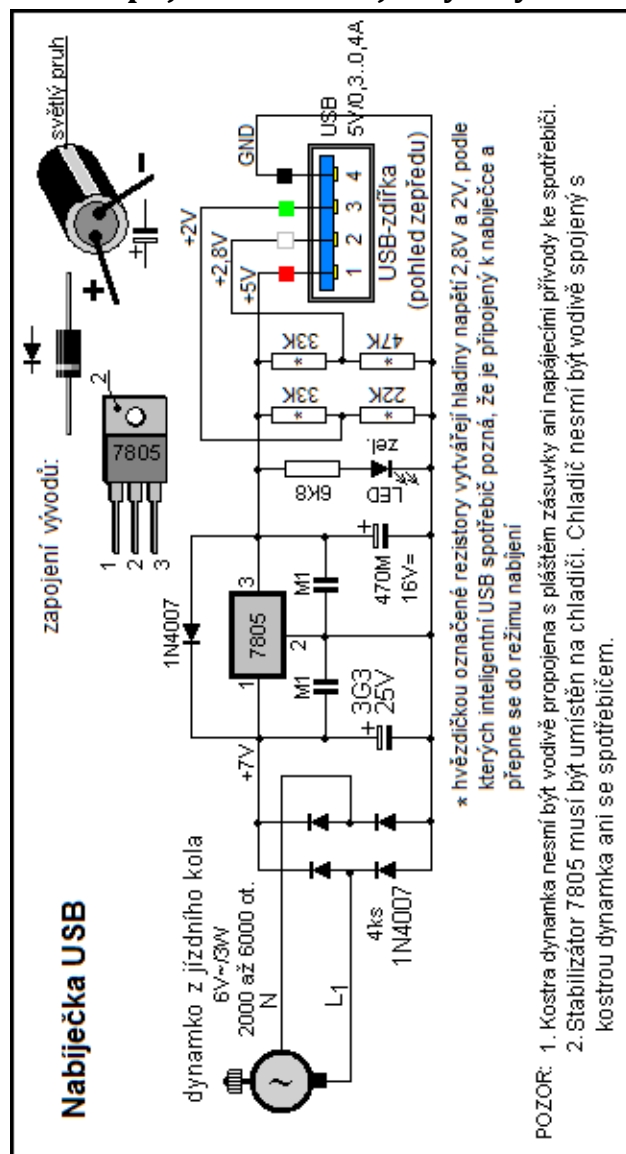 Nabíječka USB
dynamko z jízdního kola
6V~/3W
2000 až 6000 ot.
N
L1
~
4ks
1N4007
+7V
1N4007
1
7805
3
2
M1
M1
3G3
25V
+
470M
16V=
+
6K8
LED
zel.
33K
*
22K
*
33K
*
47K
*
+5V
+2,8V
+2V
GND
1
2
3
4
USB
5V/0,3..0,4A
USB-zdířka
(pohled zepředu)
zapojení vývodů:
7805
1
2
3
2
+
-
+
světlý pruh
* hvězdičkou označené rezistory vytvářejí hladiny napětí 2,8V a 2V, podle
kterých inteligentní USB spotřebič pozná, že je připojený k nabíječce a
přepne se do režimu nabíjení
POZOR: 1. Kostra dynamka nesmí být vodivě propojena s pláštěm zásuvky ani napájecími přívody ke spotřebiči.
2. Stabilizátor 7805 musí být umístěn na chladiči. Chladič nesmí být vodivě spojený s
kostrou dynamka ani se spotřebičem.